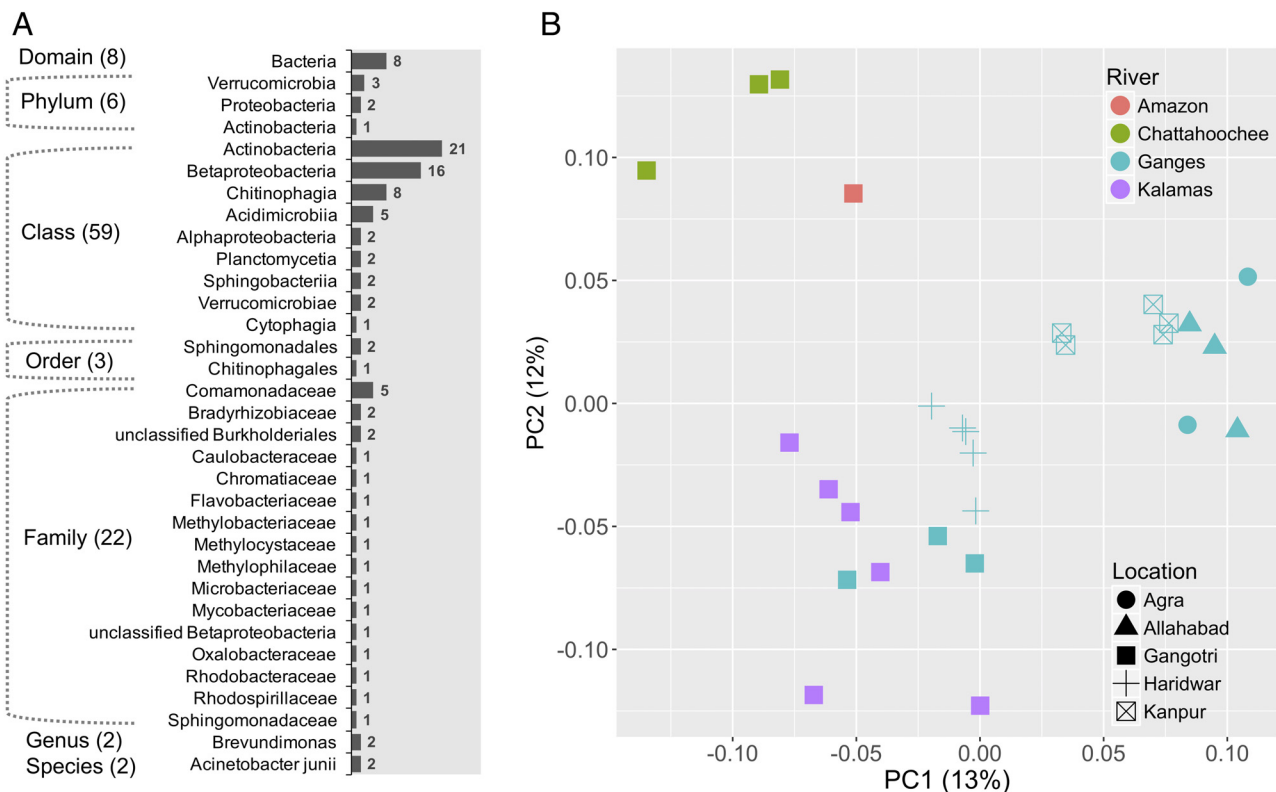 A
Domain (8)
Bacteria 8
Phylum (6)
Verrucomicrobia 3
Proteobacteria 2
Actinobacteria 1
Class (59)
Actinobacteria 21
Betaproteobacteria 16
Chitinophagia 8
Acidimicrobiia 5
Alphaproteobacteria 2
Planctomycetia 2
Sphingobacteriia 2
Verrucomicrobiae 2
Cytophagia 1
Order (3)
Sphingomonadales 2
Chitinophagales 1
Family (22)
Comamonadaceae 5
Bradyrhizobiaceae 2
unclassified Burkholderiales 2
Caulobacteraceae 1
Chromatiaceae 1
Flavobacteriaceae 1
Methylobacteriaceae 1
Methylocystaceae 1
Methylophilaceae 1
Microbacteriaceae 1
Mycobacteriaceae 1
unclassified Betaproteobacteria 1
Oxalobacteraceae 1
Rhodobacteraceae 1
Rhodospirillaceae 1
Sphingomonadaceae 1
Genus (2)
Brevundimonas 2
Species (2)
Acinetobacter junii 2
B
PC2 (12%)
0.10
0.05
0.00
-0.05
-0.10
River
Amazon
Chattahoochee
Ganges
Kalamas
Location
Agra
Allahabad
Gangotri
Haridwar
Kanpur
-0.10 -0.05 0.00 0.05 0.10
PC1 (13%)